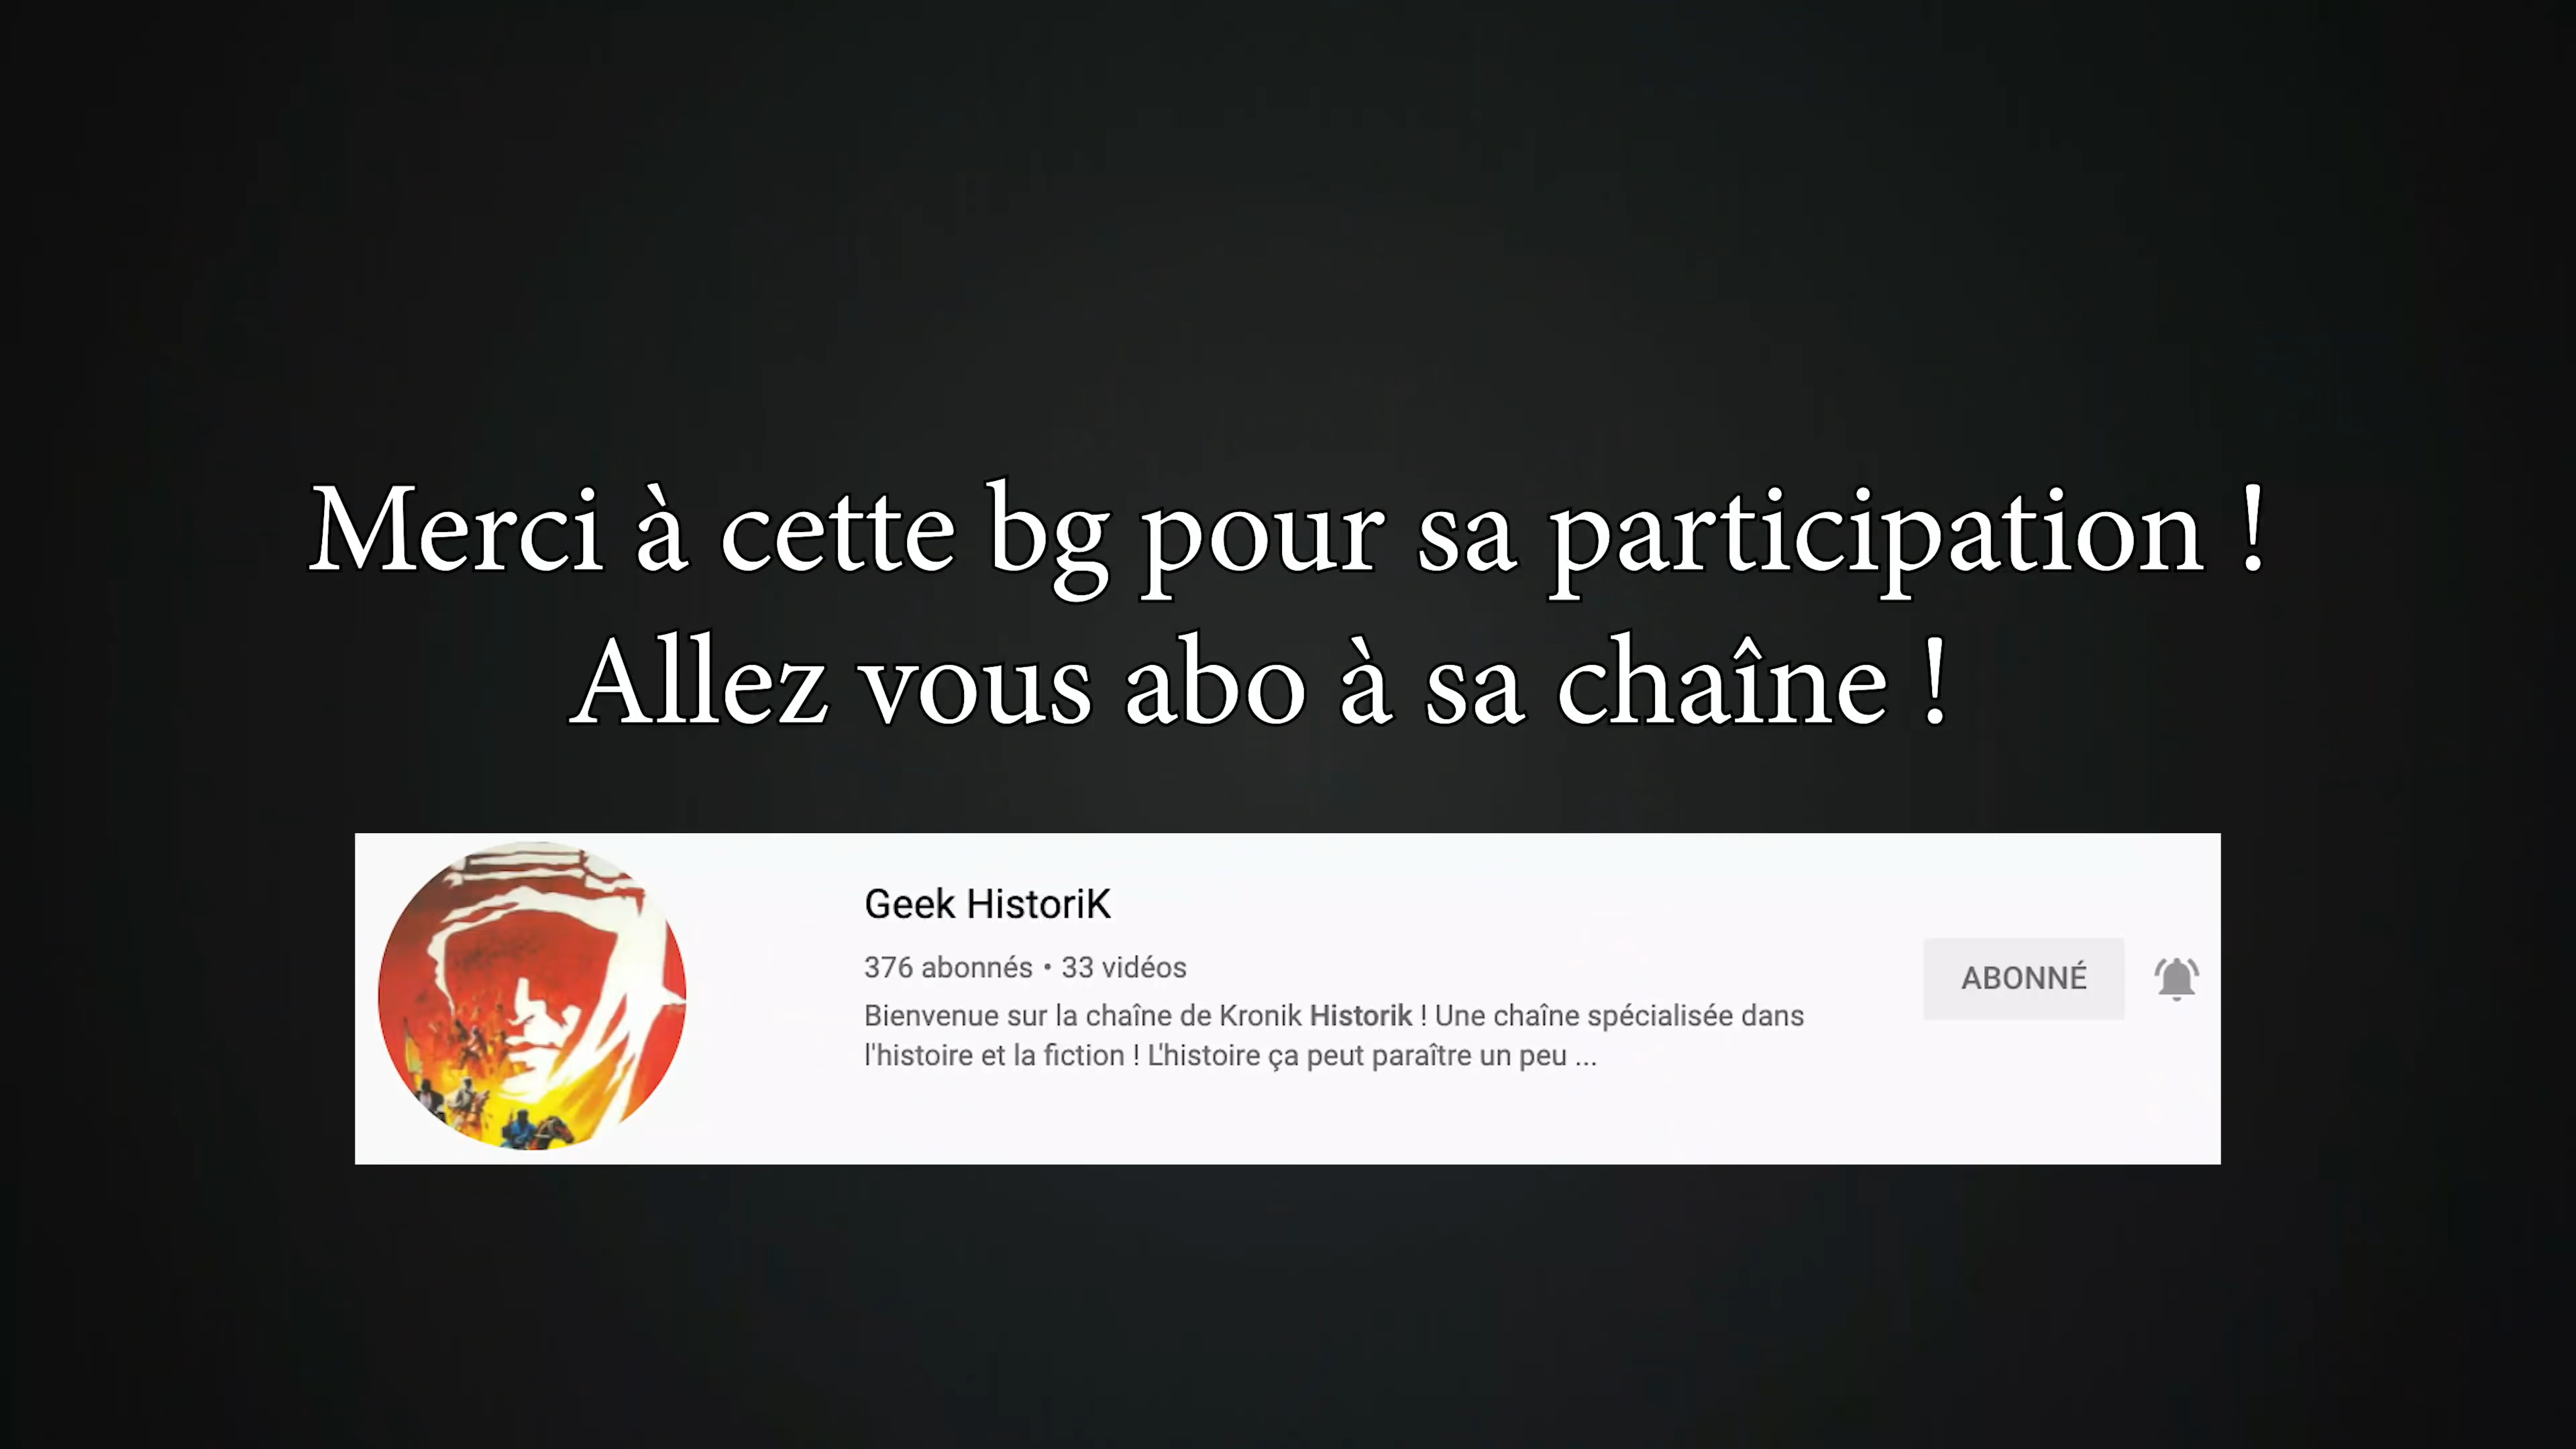 Merci à cette bg pour sa participation !
Allez vous abo à sa chaîne !
Geek HistoriK
376 abonnés • 33 vidéos
Bienvenue sur la chaîne de Kronik Historik ! Une chaîne spécialisée dans
l'histoire et la fiction ! L'histoire ça peut paraître un peu ...
ABONNÉ